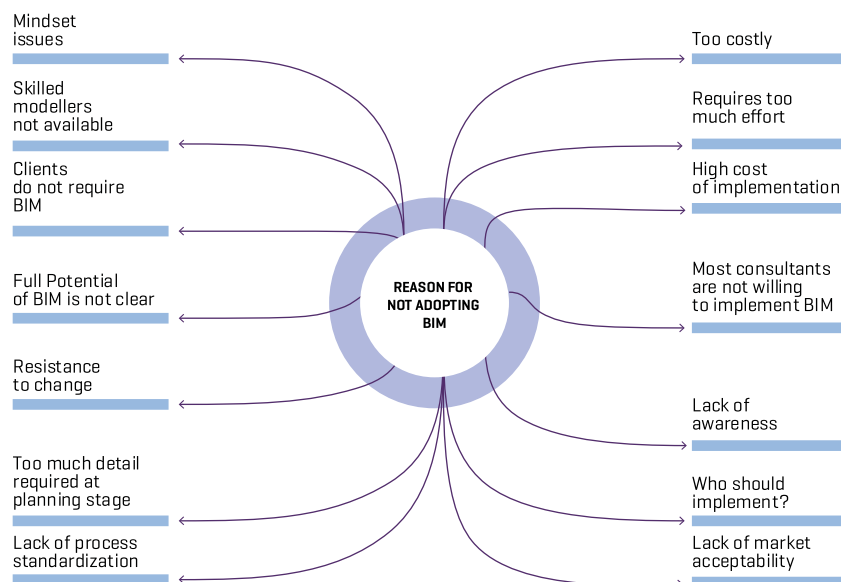 Mindset
issues
Skilled
modellers
not available
Clients
do not require
BIM
Full Potential
of BIM is not clear
Resistance
to change
Too much detail
required at
planning stage
Lack of process
standardization
REASON FOR
NOT ADOPTING
BIM
Too costly
Requires too
much effort
High cost
of implementation
Most consultants
are not willing
to implement BIM
Lack of
awareness
Who should
implement?
Lack of market
acceptability